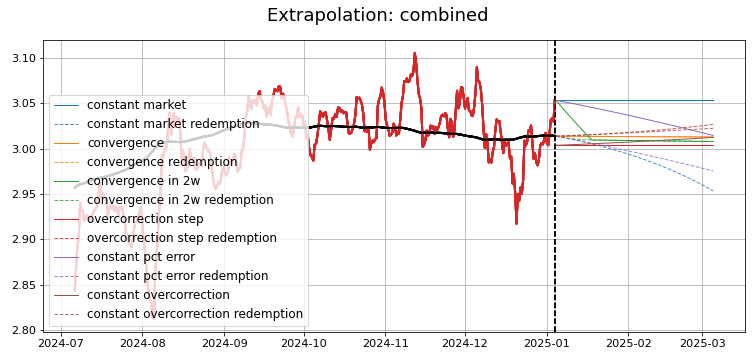 Extrapolation: combined
3.10
3.05
3.00
2.95
2.90
2.85
2.80
constant market
constant market redemption
convergence
convergence redemption
convergence in 2w
convergence in 2w redemption
overcorrection step
overcorrection step redemption
constant pct error
constant pct error redemption
constant overcorrection
constant overcorrection redemption
2024-07 2024-08 2024-09 2024-10 2024-11 2024-12 2025-01 2025-02 2025-03